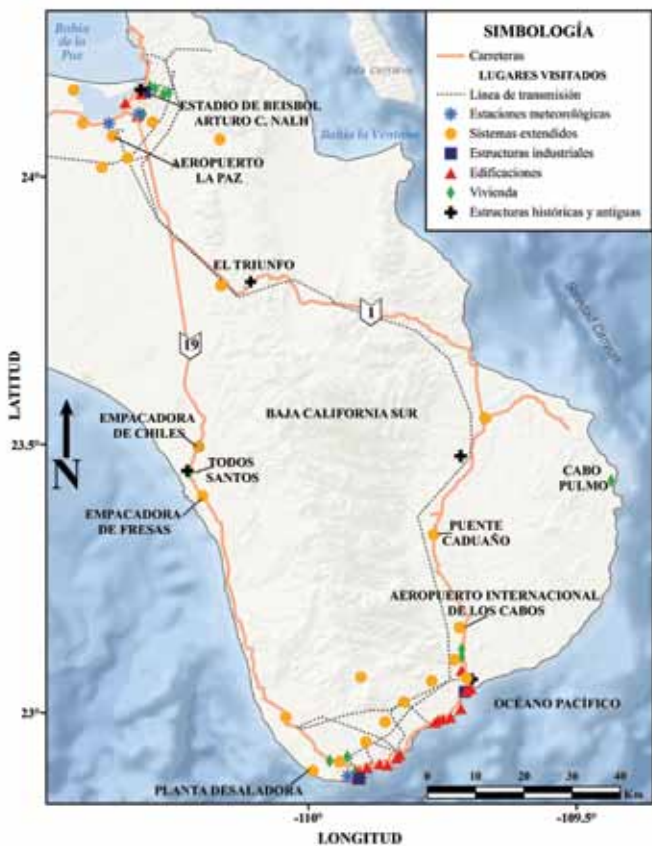 Bahía
de la
Paz
Isla Cerralvo
Bahía la Ventana
SIMBOLOGÍA
Carreteras
LUGARES VISITADOS
Línea de transmisión
Estaciones meteorológicas
Sistemas extendidos
Estructuras industriales
Edificaciones
Vivienda
Estructuras históricas y antiguas
ESTADIO DE BEISBOL
ARTURO C. NALH
AEROPUERTO
LA PAZ
24°
EL TRIUNFO
1
19
LATITUD
N
BAJA CALIFORNIA SUR
23.5°
EMPACADORA
DE CHILES
TODOS
SANTOS
EMPACADORA
DE FRESAS
CABO
PULMO
PUENTE
CADUAÑO
AEROPUERTO INTERNACIONAL
DE LOS CABOS
23°
OCÉANO PACÍFICO
PLANTA DESALADORA
0 10 20 30 40
Km
-110°
-109.5°
LONGITUD